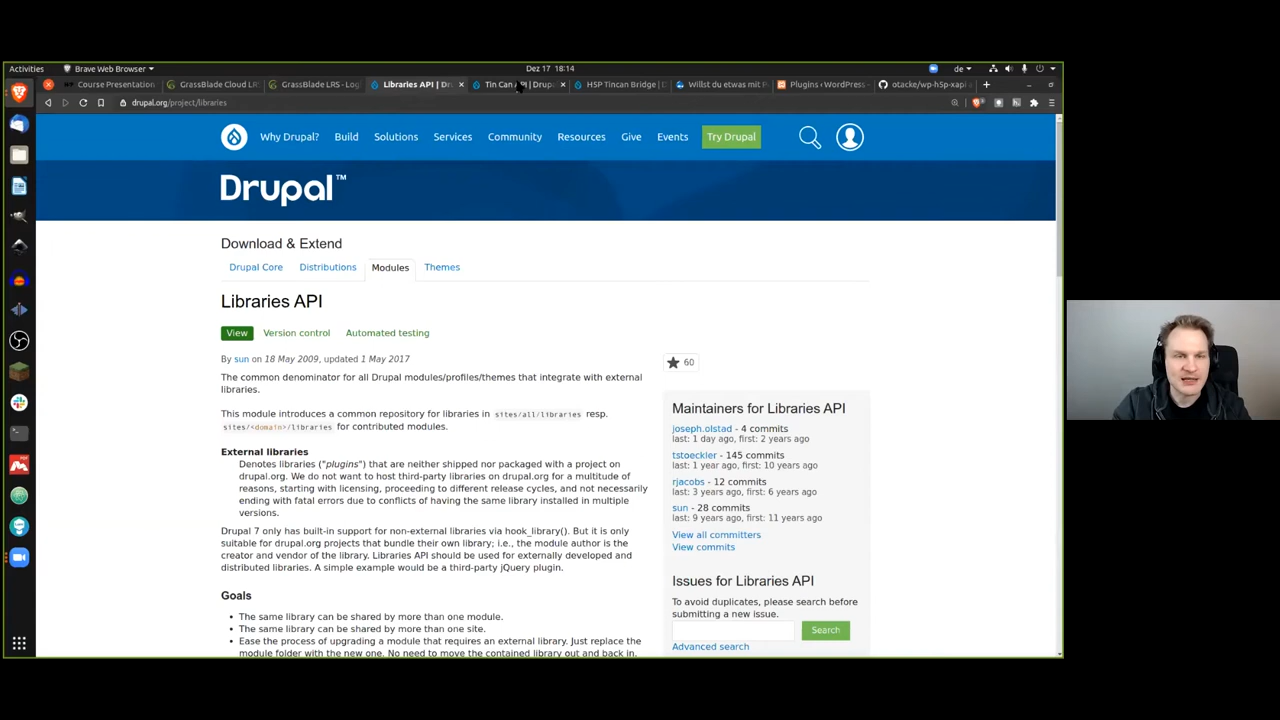 Activities
Brave Web Browser
Dez 17 18:14
de
Course Presentation
GrassBlade Cloud LRS
GrassBlade LRS - Log
Libraries API | Dr
Tin Can API | Drupa
H5P Tincan Bridge | D
Willst du etwas mit P
Plugins ‹ WordPress
otacke/wp-h5p-xapi
drupal.org/project/libraries
Why Drupal?
Build
Solutions
Services
Community
Resources
Give
Events
Try Drupal
Drupal™
Download & Extend
Drupal Core
Distributions
Modules
Themes
Libraries API
View
Version control
Automated testing
By sun on 18 May 2009, updated 1 May 2017
The common denominator for all Drupal modules/profiles/themes that integrate with external
libraries.
This module introduces a common repository for libraries in sites/all/libraries resp.
sites/<domain>/libraries for contributed modules.
External libraries
Denotes libraries ("plugins") that are neither shipped nor packaged with a project on
drupal.org. We do not want to host third-party libraries on drupal.org for a multitude of
reasons, starting with licensing, proceeding to different release cycles, and not necessarily
ending with fatal errors due to conflicts of having the same library installed in multiple
versions.
Drupal 7 only has built-in support for non-external libraries via hook_library(). But it is only
suitable for drupal.org projects that bundle their own library; i.e., the module author is the
creator and vendor of the library. Libraries API should be used for externally developed and
distributed libraries. A simple example would be a third-party jQuery plugin.
Goals
• The same library can be shared by more than one module.
• The same library can be shared by more than one site.
• Ease the process of upgrading a module that requires an external library. Just replace the
module folder with the new one. No need to move the contained library out and back in.
60
Maintainers for Libraries API
joseph.olstad - 4 commits
last: 1 day ago, first: 2 years ago
tstoeckler - 145 commits
last: 1 year ago, first: 10 years ago
rjacobs - 12 commits
last: 3 years ago, first: 6 years ago
sun - 28 commits
last: 9 years ago, first: 11 years ago
View all committers
View commits
Issues for Libraries API
To avoid duplicates, please search before
submitting a new issue.
Search
Advanced search